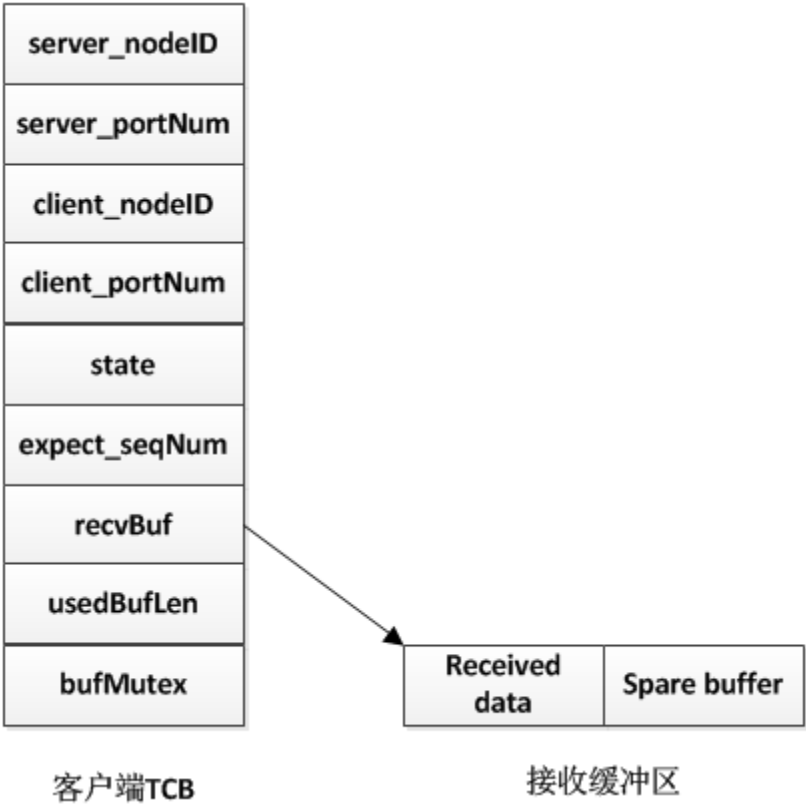 server_nodeID
server_portNum
client_nodeID
client_portNum
state
expect_seqNum
recvBuf
usedBufLen
bufMutex
Received
data
Spare buffer
客户端TCB
接收缓冲区